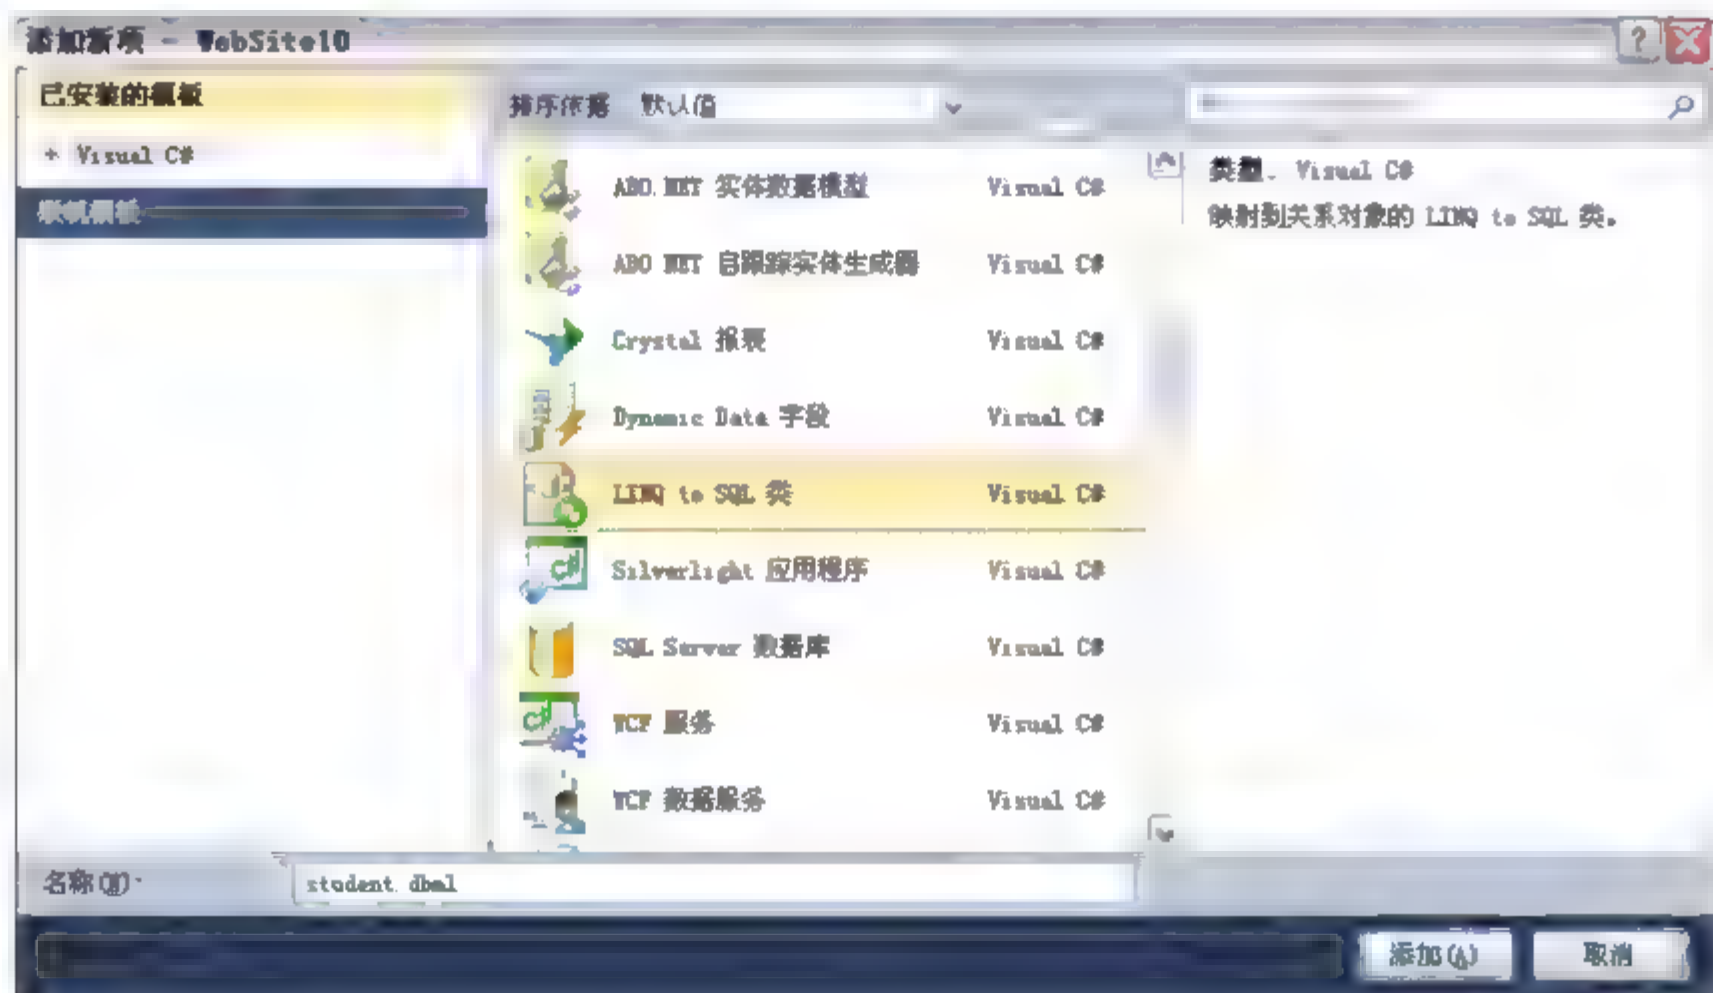 添加新项 - WebSite10
已安装的模板
Visual C#
联机模板
排序依据 默认值
ADO.NET 实体数据模型 Visual C#
ADO.NET 自跟踪实体生成器 Visual C#
Crystal 报表 Visual C#
Dynamic Data 字段 Visual C#
LINQ to SQL 类 Visual C#
Silverlight 应用程序 Visual C#
SQL Server 数据库 Visual C#
WCF 服务 Visual C#
WCF 数据服务 Visual C#
类型: Visual C#
映射到关系对象的 LINQ to SQL 类。
名称(N):
student.dbml
添加(A)
取消